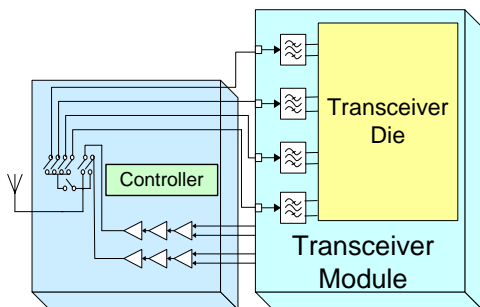 Transceiver
Die
Controller
Transceiver
Module